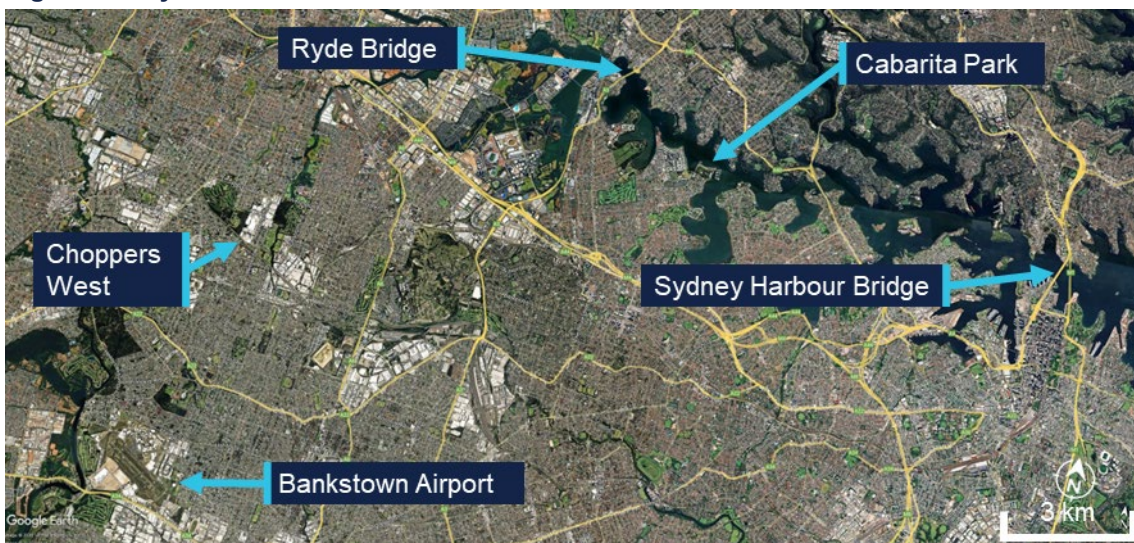 Ryde Bridge
Cabarita Park
Choppers
West
Sydney Harbour Bridge
Bankstown Airport
N
3 km
Google Earth